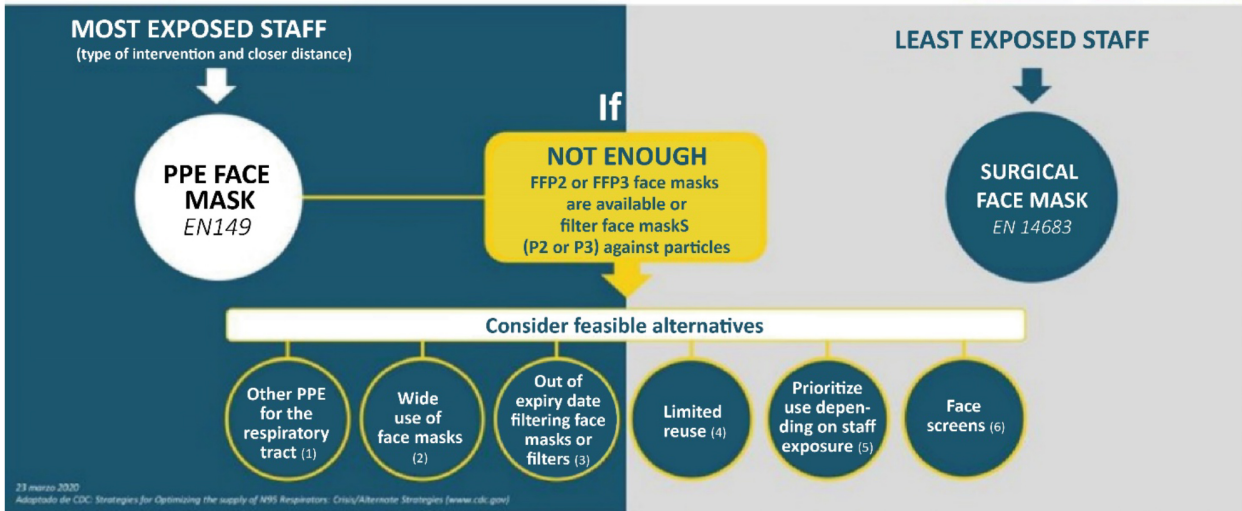 MOST EXPOSED STAFF
(type of intervention and closer distance)
LEAST EXPOSED STAFF
If
PPE FACE
MASK
EN149
NOT ENOUGH
FFP2 or FFP3 face masks
are available or
filter face maskS
(P2 or P3) against particles
SURGICAL
FACE MASK
EN 14683
Consider feasible alternatives
Other PPE
for the
respiratory
tract (1)
Wide
use of
face masks
(2)
Out of
expiry date
filtering face
masks or
filters (3)
Limited
reuse (4)
Prioritize
use depen-
ding on staff
exposure (5)
Face
screens (6)
23 marzo 2020
Adaptado de CDC: Strategies for Optimizing the supply of N95 Respirators: Crisis/Alternate Strategies (www.cdc.gov)